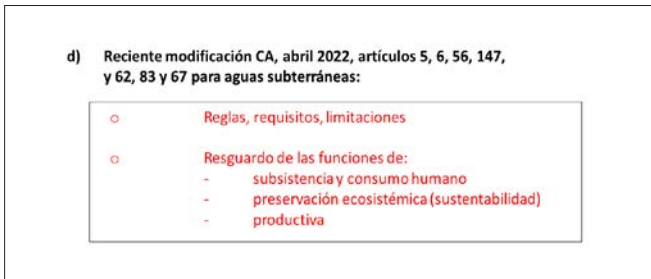 d) Reciente modificación CA, abril 2022, artículos 5, 6, 56, 147,
y 62, 83 y 67 para aguas subterráneas:
○ Reglas, requisitos, limitaciones
○ Resguardo de las funciones de:
- subsistencia y consumo humano
- preservación ecosistémica (sustentabilidad)
- productiva